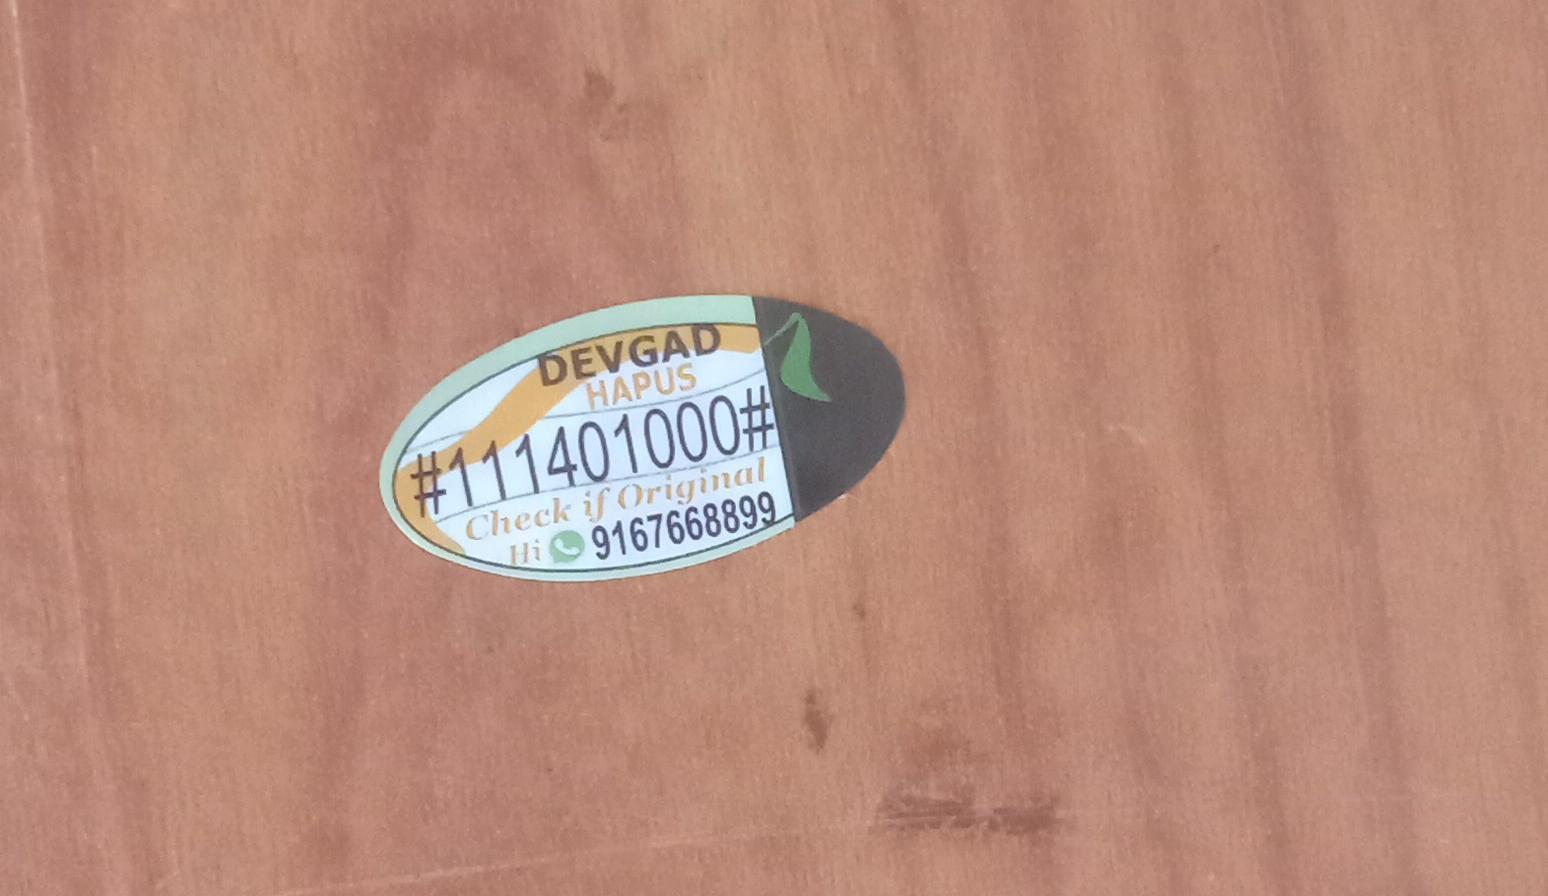 DEVGAD
HAPUS
#111401000#
Check if Original
Hi 9167668899